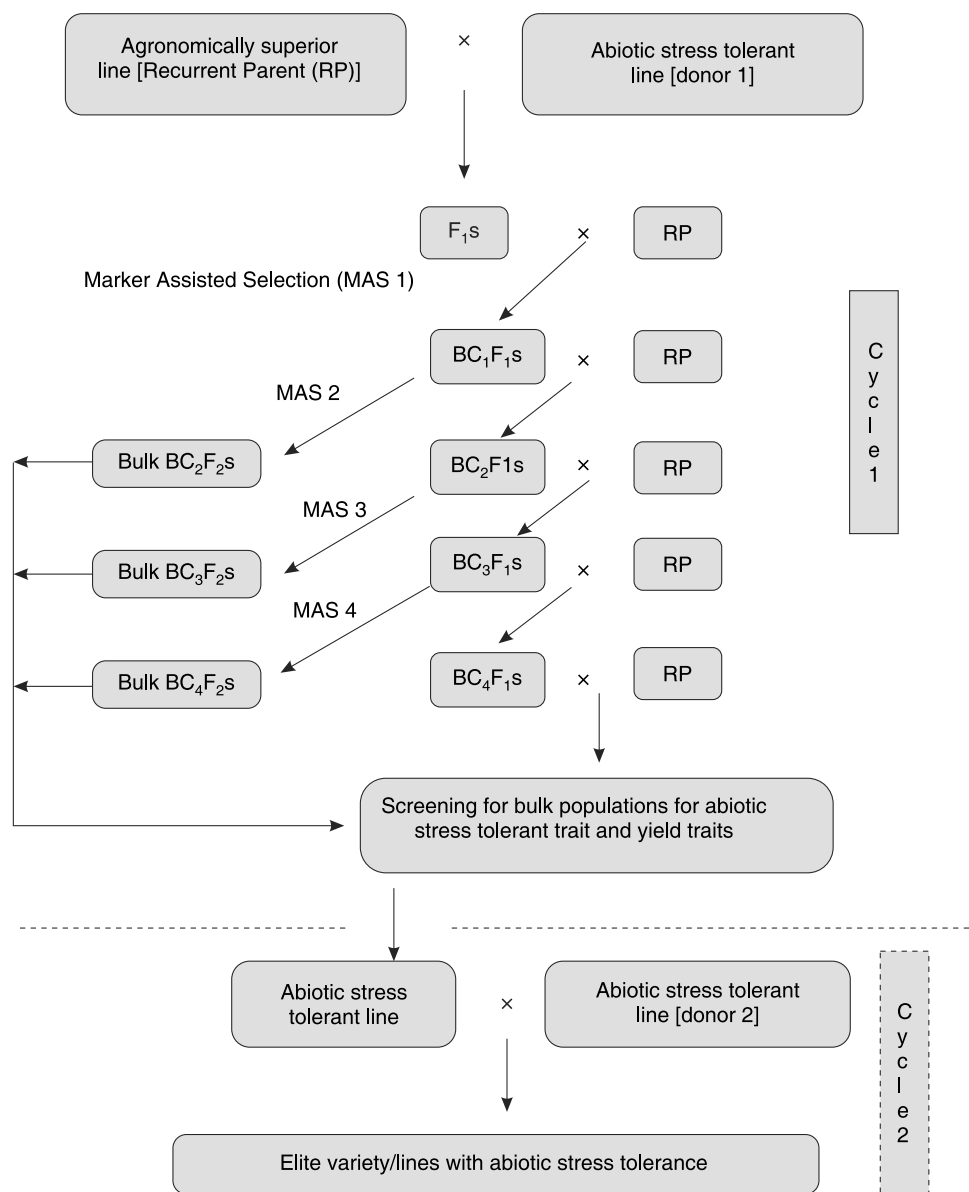 Agronomically superior
line [Recurrent Parent (RP)]
×
Abiotic stress tolerant
line [donor 1]
F₁s
×
RP
Marker Assisted Selection (MAS 1)
BC₁F₁s
×
RP
MAS 2
Bulk BC₂F₂s
BC₂F1s
×
RP
MAS 3
Bulk BC₃F₂s
BC₃F₁s
×
RP
MAS 4
Bulk BC₄F₂s
BC₄F₁s
×
RP
Cycle 1
Screening for bulk populations for abiotic
stress tolerant trait and yield traits
Abiotic stress
tolerant line
×
Abiotic stress tolerant
line [donor 2]
Cycle 2
Elite variety/lines with abiotic stress tolerance